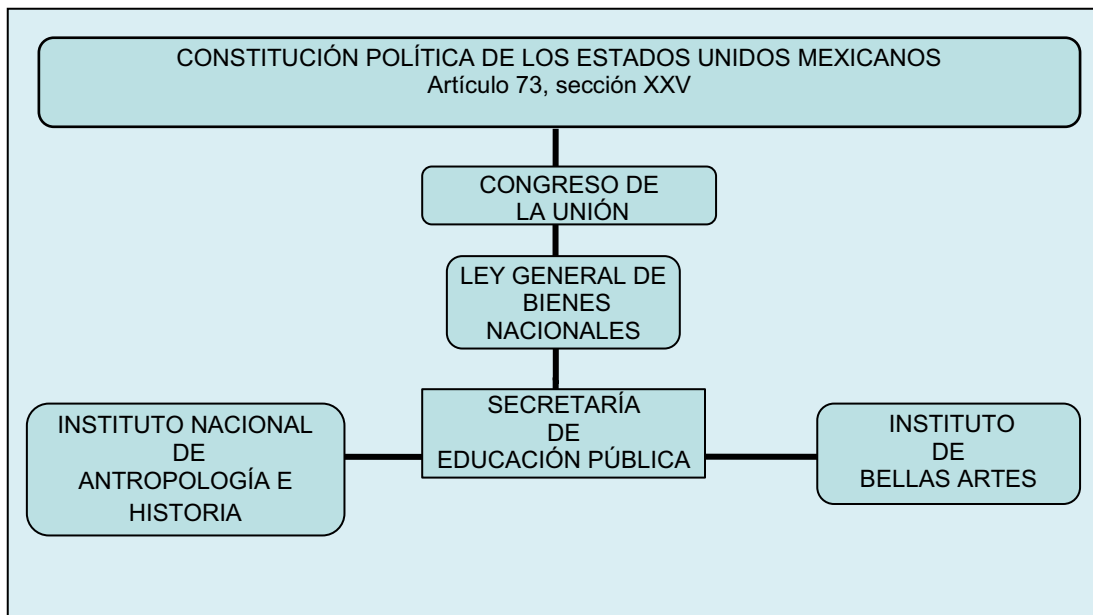 CONSTITUCIÓN POLÍTICA DE LOS ESTADOS UNIDOS MEXICANOS
Artículo 73, sección XXV
CONGRESO DE
LA UNIÓN
LEY GENERAL DE
BIENES
NACIONALES
SECRETARÍA
DE
EDUCACIÓN PÚBLICA
INSTITUTO NACIONAL
DE
ANTROPOLOGÍA E
HISTORIA
INSTITUTO
DE
BELLAS ARTES